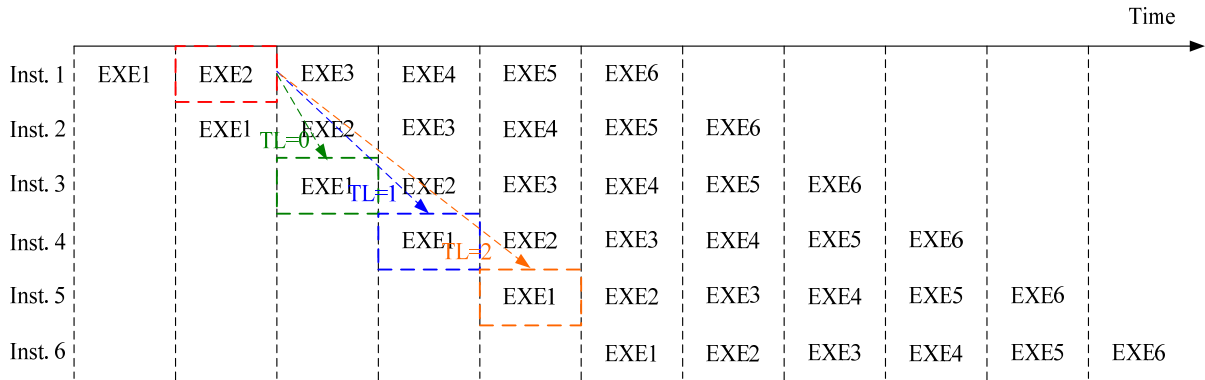 Time
Inst. 1 EXE1 EXE2 EXE3 EXE4 EXE5 EXE6
Inst. 2 EXE1 EXE2 EXE3 EXE4 EXE5 EXE6
TL=0
Inst. 3 EXE1 EXE2 EXE3 EXE4 EXE5 EXE6
TL=1
Inst. 4 EXE1 EXE2 EXE3 EXE4 EXE5 EXE6
TL=2
Inst. 5 EXE1 EXE2 EXE3 EXE4 EXE5 EXE6
Inst. 6 EXE1 EXE2 EXE3 EXE4 EXE5 EXE6